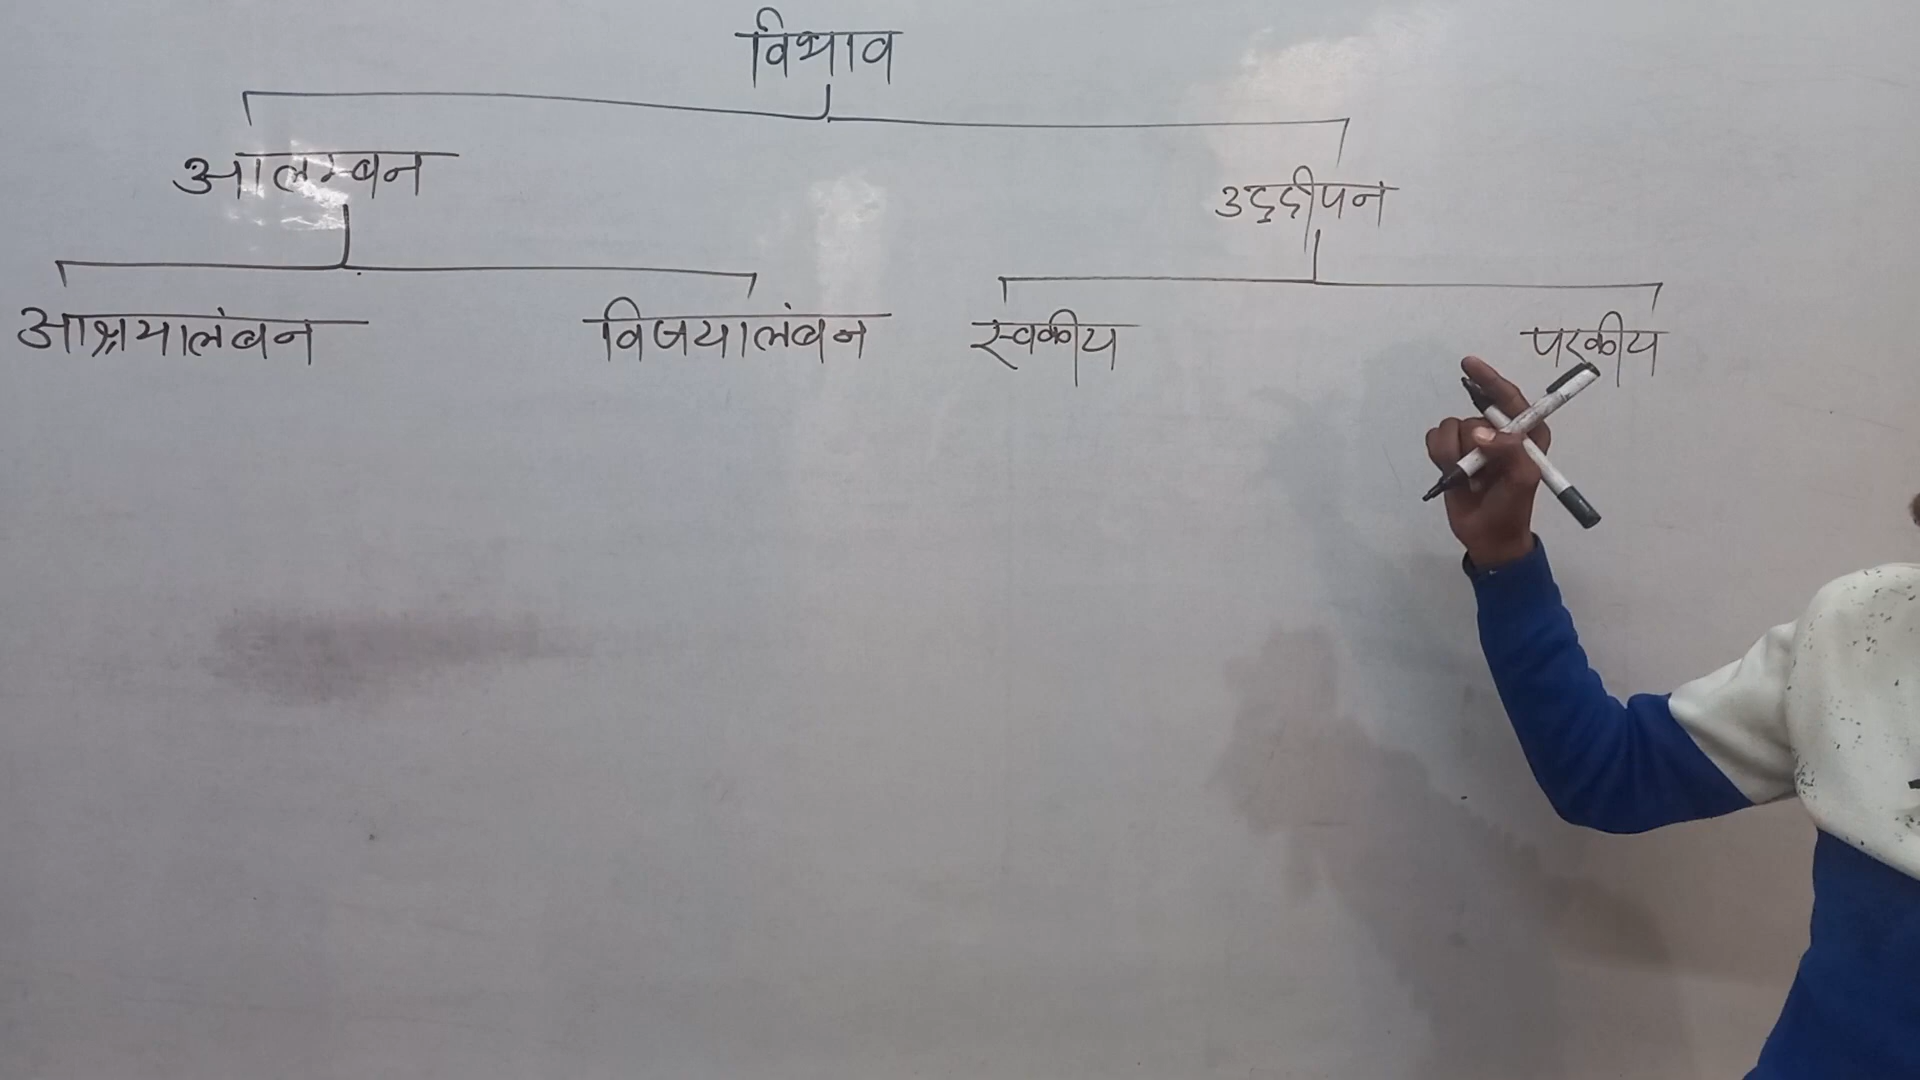 विभाव
आलम्बन उद्दीपन
आश्रयालंबन विजयालंबन स्वकीय परकीय